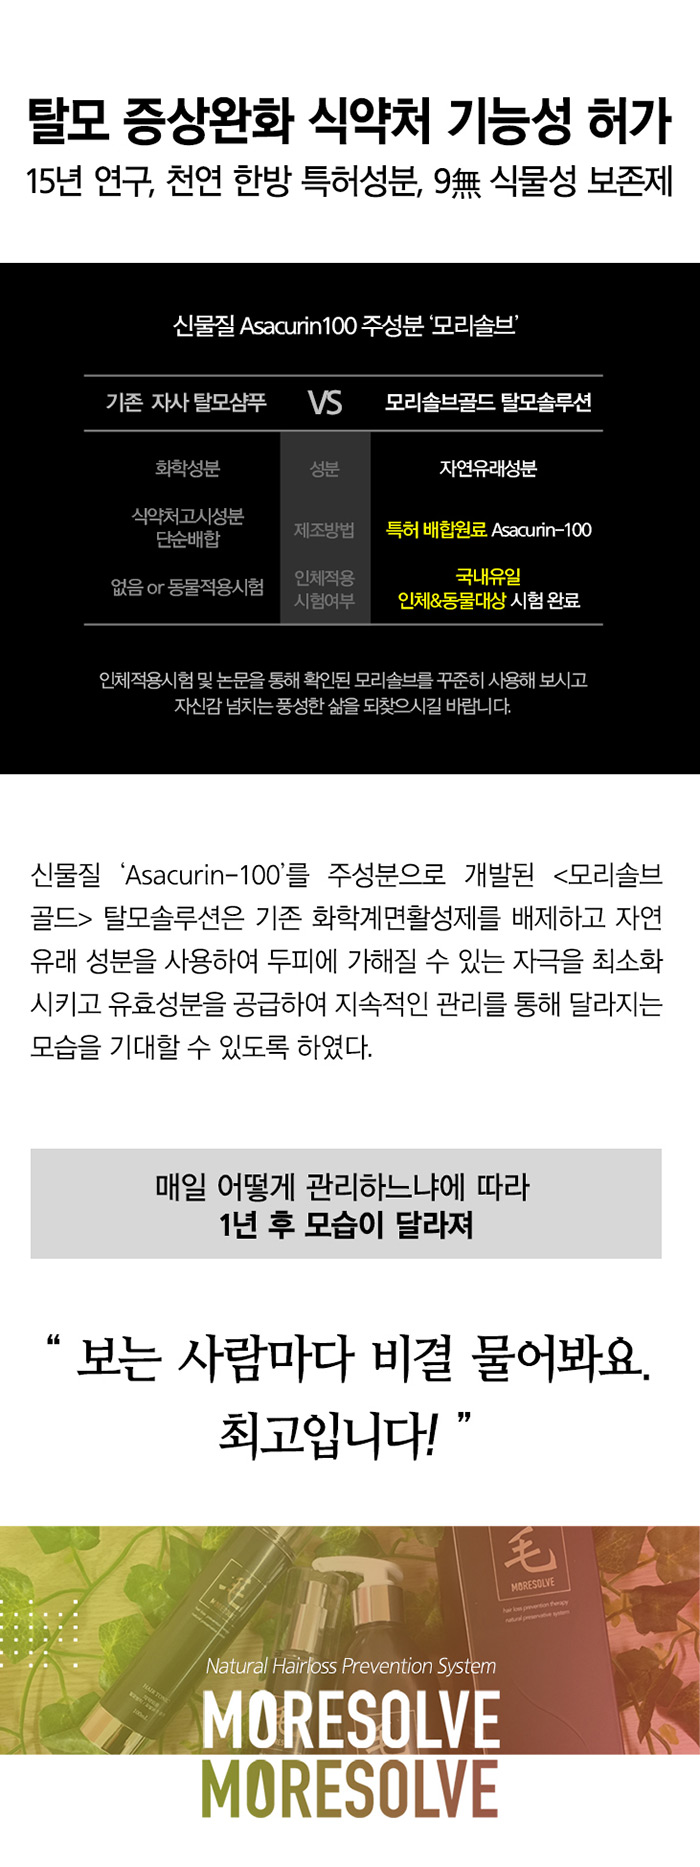 탈모 증상완화 식약처 기능성 허가
15년 연구, 천연 한방 특허성분, 9無 식물성 보존제
신물질 Asacurin100 주성분 ‘모리솔브’
기존 자사 탈모샴푸 VS 모리솔브골드 탈모솔루션
화학성분 성분 자연유래성분
식약처고시성분
단순배합 제조방법 특허 배합원료 Asacurin-100
없음 or 동물적용시험 인체적용
시험여부 국내유일
인체&동물대상 시험 완료
인체적용시험 및 논문을 통해 확인된 모리솔브를 꾸준히 사용해 보시고
자신감 넘치는 풍성한 삶을 되찾으시길 바랍니다.
신물질 ‘Asacurin-100’를 주성분으로 개발된 <모리솔브
골드> 탈모솔루션은 기존 화학계면활성제를 배제하고 자연
유래 성분을 사용하여 두피에 가해질 수 있는 자극을 최소화
시키고 유효성분을 공급하여 지속적인 관리를 통해 달라지는
모습을 기대할 수 있도록 하였다.
매일 어떻게 관리하느냐에 따라
1년 후 모습이 달라져
“ 보는 사람마다 비결 물어봐요.
최고입니다! ”
毛
毛
MORESOLVE
hair loss prevention therapy
natural preservative system
HAIR TONIC
Natural Hairloss Prevention System
MORESOLVE
MORESOLVE